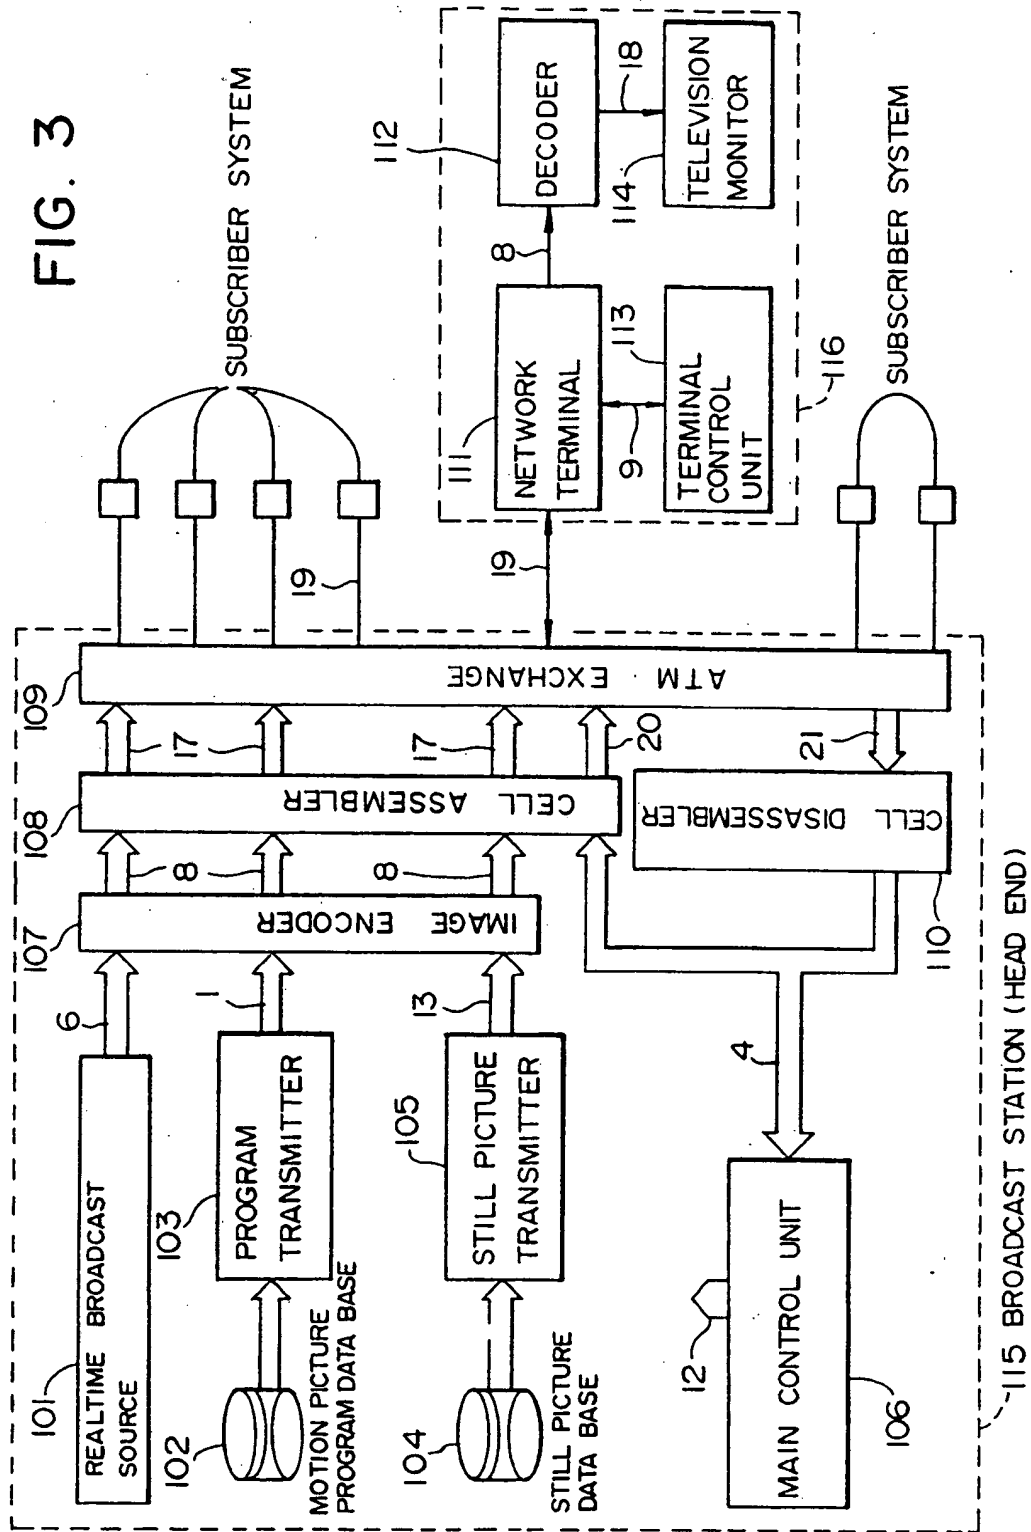 FIG. 3
101
REALTIME BROADCAST
SOURCE
6
107
IMAGE ENCODER
8
108
CELL ASSEMBLER
17
109
ATM EXCHANGE
SUBSCRIBER SYSTEM
19
102
MOTION PICTURE
PROGRAM DATA BASE
103
PROGRAM
TRANSMITTER
1
104
STILL PICTURE
DATA BASE
105
STILL PICTURE
TRANSMITTER
13
8
17
20
19
111
NETWORK
TERMINAL
8
112
DECODER
18
9
113
TERMINAL
CONTROL
UNIT
114
TELEVISION
MONITOR
116
12
MAIN CONTROL UNIT
106
4
CELL
DISASSEMBLER
110
21
SUBSCRIBER SYSTEM
115 BROADCAST STATION (HEAD END)